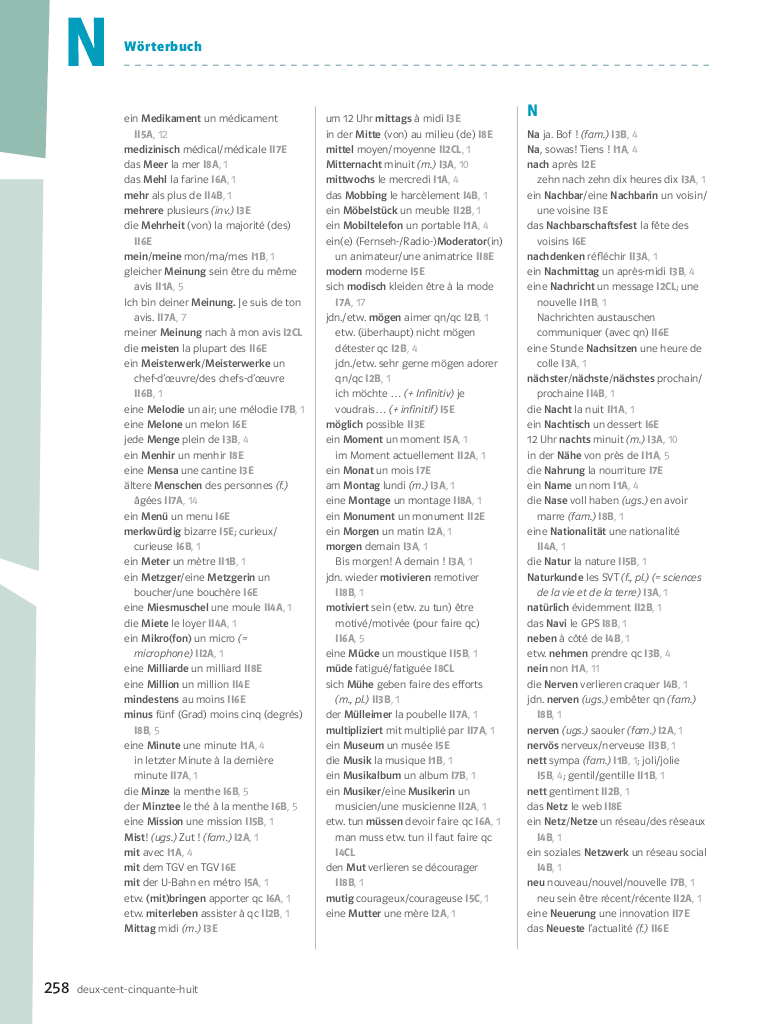 N
Wörterbuch
ein Medikament un médicament
II5A, 12
medizinisch médical/médicale II7E
das Meer la mer I8A, 1
das Mehl la farine I6A, 1
mehr als plus de II4B, 1
mehrere plusieurs (inv.) I3E
die Mehrheit (von) la majorité (des)
II6E
mein/meine mon/ma/mes I1B, 1
gleicher Meinung sein être du même
avis II1A, 5
Ich bin deiner Meinung. Je suis de ton
avis. II7A, 7
meiner Meinung nach à mon avis I2CL
die meisten la plupart des II6E
ein Meisterwerk/Meisterwerke un
chef-d'œuvre/des chefs-d'œuvre
II6B, 1
eine Melodie un air; une mélodie I7B, 1
eine Melone un melon I6E
jede Menge plein de I3B, 4
ein Menhir un menhir I8E
eine Mensa une cantine I3E
ältere Menschen des personnes (f.)
âgées II7A, 14
ein Menü un menu I6E
merkwürdig bizarre I5E; curieux/
curieuse I6B, 1
ein Meter un mètre II1B, 1
ein Metzger/eine Metzgerin un
boucher/une bouchère I6E
eine Miesmuschel une moule II4A, 1
die Miete le loyer II4A, 1
ein Mikro(fon) un micro (=
microphone) II2A, 1
eine Milliarde un milliard II8E
eine Million un million II4E
mindestens au moins II6E
minus fünf (Grad) moins cinq (degrés)
I8B, 5
eine Minute une minute I1A, 4
in letzter Minute à la dernière
minute II7A, 1
die Minze la menthe I6B, 5
der Minztee le thé à la menthe I6B, 5
eine Mission une mission II5B, 1
Mist! (ugs.) Zut ! (fam.) I2A, 1
mit avec I1A, 4
mit dem TGV en TGV I6E
mit der U-Bahn en métro I5A, 1
etw. (mit)bringen apporter qc I6A, 1
etw. miterleben assister à qc II2B, 1
Mittag midi (m.) I3E
um 12 Uhr mittags à midi I3E
in der Mitte (von) au milieu (de) I8E
mittel moyen/moyenne II2CL, 1
Mitternacht minuit (m.) I3A, 10
mittwochs le mercredi I1A, 4
das Mobbing le harcèlement I4B, 1
ein Möbelstück un meuble II2B, 1
ein Mobiltelefon un portable I1A, 4
ein(e) (Fernseh-/Radio-)Moderator(in)
un animateur/une animatrice II8E
modern moderne I5E
sich modisch kleiden être à la mode
I7A, 17
jdn./etw. mögen aimer qn/qc I2B, 1
etw. (überhaupt) nicht mögen
détester qc I2B, 4
jdn./etw. sehr gerne mögen adorer
qn/qc I2B, 1
ich möchte … (+ Infinitiv) je
voudrais… (+ infinitif) I5E
möglich possible II3E
ein Moment un moment I5A, 1
im Moment actuellement II2A, 1
ein Monat un mois I7E
am Montag lundi (m.) I3A, 1
eine Montage un montage II8A, 1
ein Monument un monument II2E
ein Morgen un matin I2A, 1
morgen demain I3A, 1
Bis morgen! A demain ! I3A, 1
jdn. wieder motivieren remotiver
II8B, 1
motiviert sein (etw. zu tun) être
motivé/motivée (pour faire qc)
II6A, 5
eine Mücke un moustique II5B, 1
müde fatigué/fatiguée I8CL
sich Mühe geben faire des efforts
(m., pl.) II3B, 1
der Mülleimer la poubelle II7A, 1
multipliziert mit multiplié par II7A, 1
ein Museum un musée I5E
die Musik la musique I1B, 1
ein Musikalbum un album I7B, 1
ein Musiker/eine Musikerin un
musicien/une musicienne II2A, 1
etw. tun müssen devoir faire qc I6A, 1
man muss etw. tun il faut faire qc
I4CL
den Mut verlieren se décourager
II8B, 1
mutig courageux/courageuse I5C, 1
eine Mutter une mère I2A, 1
N
Na ja. Bof ! (fam.) I3B, 4
Na, sowas! Tiens ! I1A, 4
nach après I2E
zehn nach zehn dix heures dix I3A, 1
ein Nachbar/eine Nachbarin un voisin/
une voisine I3E
das Nachbarschaftsfest la fête des
voisins I6E
nachdenken réfléchir II3A, 1
ein Nachmittag un après-midi I3B, 4
eine Nachricht un message I2CL; une
nouvelle II1B, 1
Nachrichten austauschen
communiquer (avec qn) II6E
eine Stunde Nachsitzen une heure de
colle I3A, 1
nächster/nächste/nächstes prochain/
prochaine II4B, 1
die Nacht la nuit II1A, 1
ein Nachtisch un dessert I6E
12 Uhr nachts minuit (m.) I3A, 10
in der Nähe von près de II1A, 5
die Nahrung la nourriture I7E
ein Name un nom I1A, 4
die Nase voll haben (ugs.) en avoir
marre (fam.) I8B, 1
eine Nationalität une nationalité
II4A, 1
die Natur la nature II5B, 1
Naturkunde les SVT (f., pl.) (= sciences
de la vie et de la terre) I3A, 1
natürlich évidemment II2B, 1
das Navi le GPS I8B, 1
neben à côté de I4B, 1
etw. nehmen prendre qc I3B, 4
nein non I1A, 11
die Nerven verlieren craquer I4B, 1
jdn. nerven (ugs.) embêter qn (fam.)
I8B, 1
nerven (ugs.) saouler (fam.) I2A, 1
nervös nerveux/nerveuse II3B, 1
nett sympa (fam.) I1B, 1; joli/jolie
I5B, 4; gentil/gentille II1B, 1
nett gentiment II2B, 1
das Netz le web II8E
ein Netz/Netze un réseau/des réseaux
I4B, 1
ein soziales Netzwerk un réseau social
I4B, 1
neu nouveau/nouvel/nouvelle I7B, 1
neu sein être récent/récente II2A, 1
eine Neuerung une innovation II7E
das Neueste l'actualité (f.) II6E
258 deux-cent-cinquante-huit